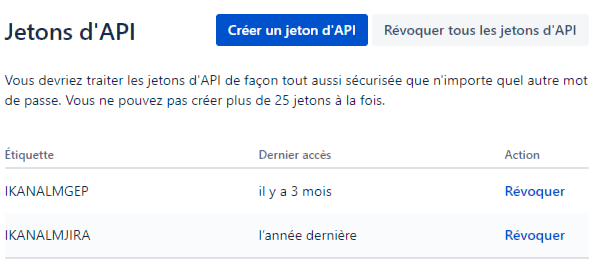 Jetons d'API
Créer un jeton d'API
Révoquer tous les jetons d'API
Vous devriez traiter les jetons d'API de façon tout aussi sécurisée que n'importe quel autre mot
de passe. Vous ne pouvez pas créer plus de 25 jetons à la fois.
Étiquette Dernier accès Action
IKANALMGEP il y a 3 mois Révoquer
IKANALMJIRA l'année dernière Révoquer